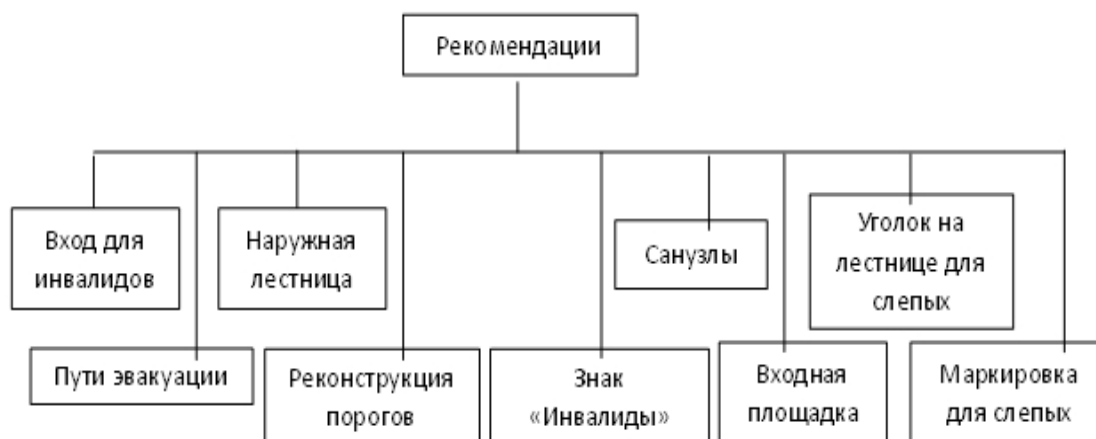 Рекомендации
Вход для
инвалидов
Наружная
лестница
Санузлы
Уголок на
лестнице для
слепых
Пути эвакуации
Реконструкция
порогов
Знак
«Инвалиды»
Входная
площадка
Маркировка
для слепых